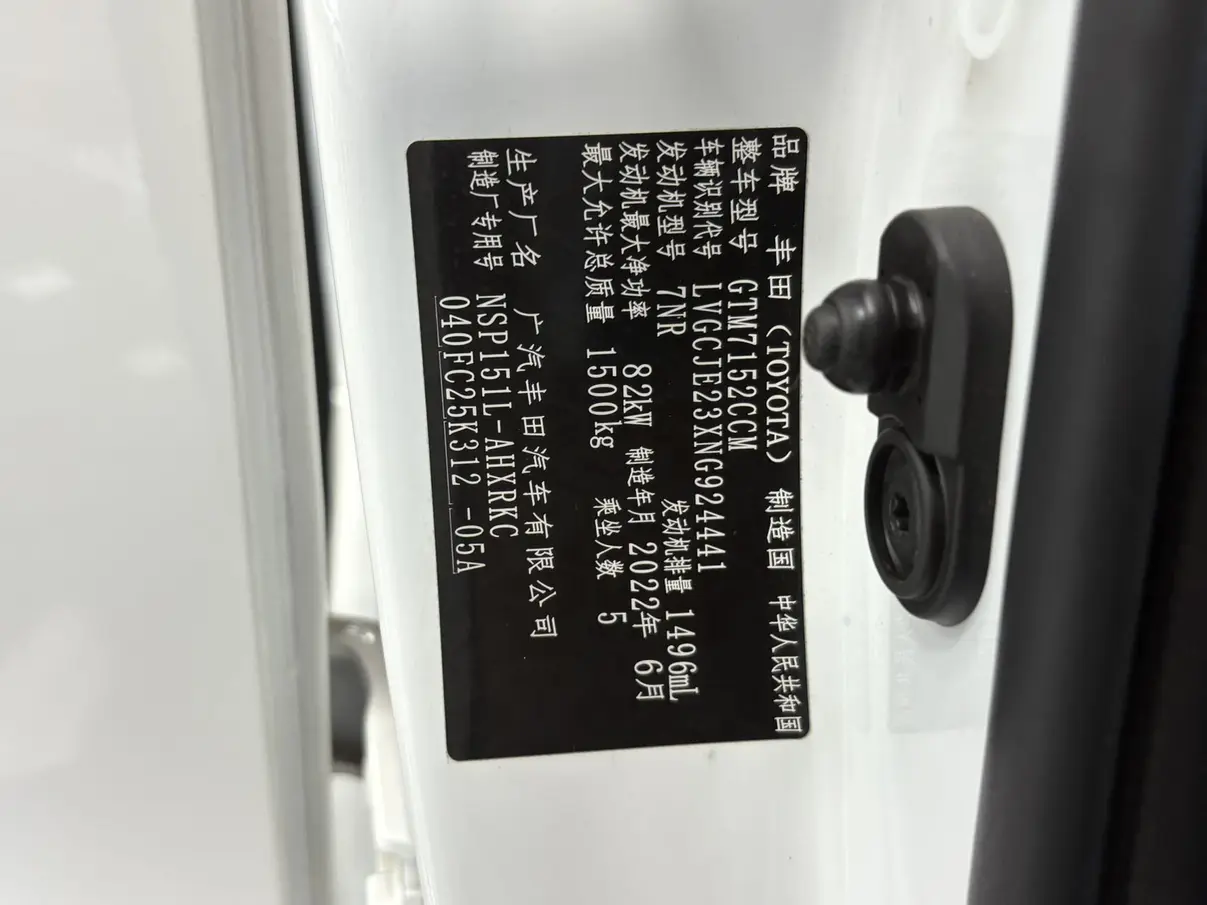 品牌 丰田（TOYOTA） 制造国 中华人民共和国
整车型号 GTM7152CCM
车辆识别代号 LVGCJE23XNG924441
发动机型号 7NR 发动机排量 1496mL
发动机最大净功率 82kW 制造年月 2022年 6月
最大允许总质量 1500kg 乘坐人数 5
生产厂名 广汽丰田汽车有限公司
制造厂专用号 NSP151L-AHXRKC
040FC25K312 -05A